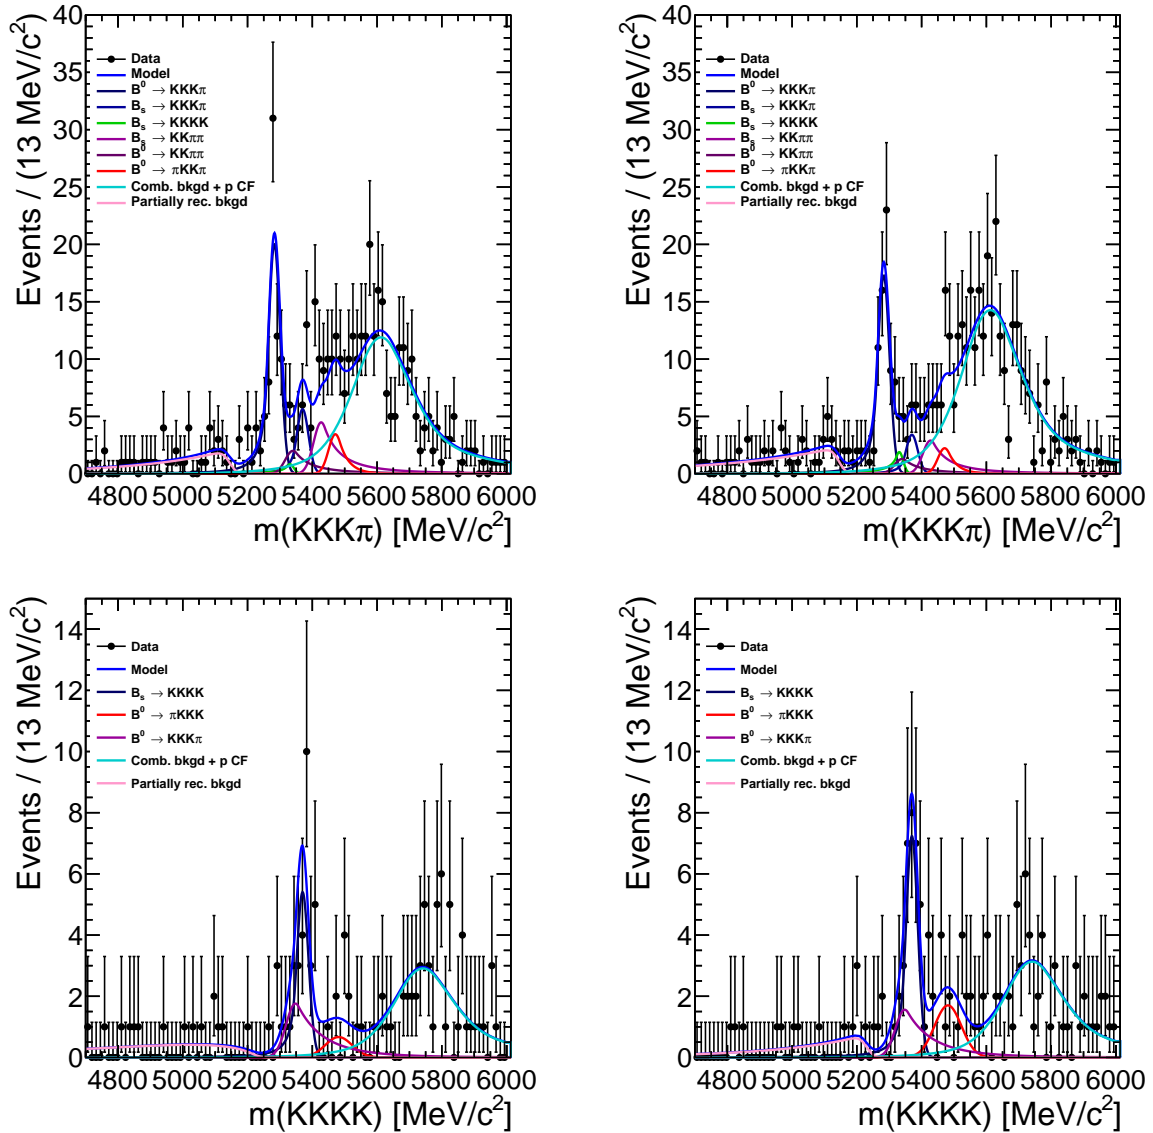 Events / (13 MeV/c²)
40
35
30
25
20
15
10
5
0
Data
Model
B⁰ → KKKπ
Bₛ → KKKπ
Bₛ → KKKK
Bₛ → KKππ
B⁰ → KKππ
B⁰ → πKKπ
Comb. bkgd + p CF
Partially rec. bkgd
4800 5000 5200 5400 5600 5800 6000
m(KKKπ) [MeV/c²]
Events / (13 MeV/c²)
40
35
30
25
20
15
10
5
0
Data
Model
B⁰ → KKKπ
Bₛ → KKKπ
Bₛ → KKKK
Bₛ → KKππ
B⁰ → KKππ
B⁰ → πKKπ
Comb. bkgd + p CF
Partially rec. bkgd
4800 5000 5200 5400 5600 5800 6000
m(KKKπ) [MeV/c²]
Events / (13 MeV/c²)
14
12
10
8
6
4
2
0
Data
Model
Bₛ → KKKK
B⁰ → πKKK
B⁰ → KKKπ
Comb. bkgd + p CF
Partially rec. bkgd
4800 5000 5200 5400 5600 5800 6000
m(KKKK) [MeV/c²]
Events / (13 MeV/c²)
14
12
10
8
6
4
2
0
Data
Model
Bₛ → KKKK
B⁰ → πKKK
B⁰ → KKKπ
Comb. bkgd + p CF
Partially rec. bkgd
4800 5000 5200 5400 5600 5800 6000
m(KKKK) [MeV/c²]